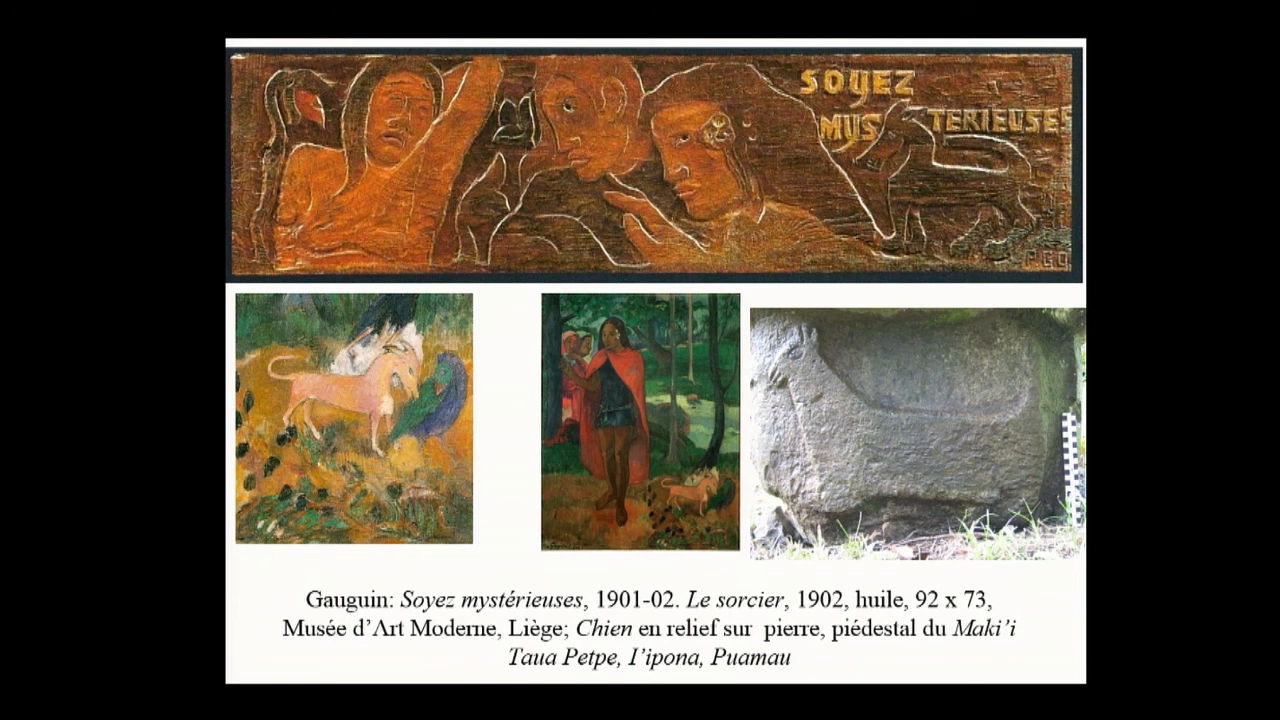 SOYEZ
MYS TERIEUSES
PGO
Gauguin: Soyez mystérieuses, 1901-02. Le sorcier, 1902, huile, 92 x 73,
Musée d’Art Moderne, Liège; Chien en relief sur pierre, piédestal du Maki’i
Taua Petpe, I’ipona, Puamau